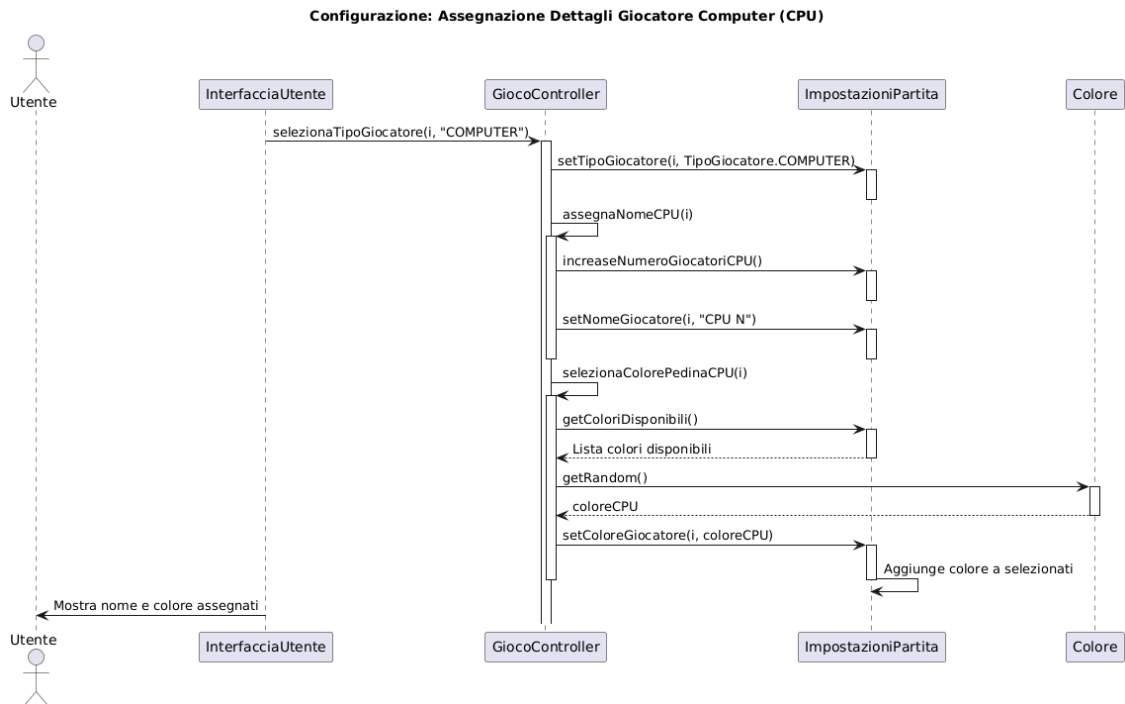 Configurazione: Assegnazione Dettagli Giocatore Computer (CPU)
Utente
InterfacciaUtente
GiocoController
ImpostazioniPartita
Colore
selezionaTipoGiocatore(i, "COMPUTER")
setTipoGiocatore(i, TipoGiocatore.COMPUTER)
assegnaNomeCPU(i)
increaseNumeroGiocatoriCPU()
setNomeGiocatore(i, "CPU N")
selezionaColorePedinaCPU(i)
getColoriDisponibili()
Lista colori disponibili
getRandom()
coloreCPU
setColoreGiocatore(i, coloreCPU)
Aggiunge colore a selezionati
Mostra nome e colore assegnati
Utente
InterfacciaUtente
GiocoController
ImpostazioniPartita
Colore